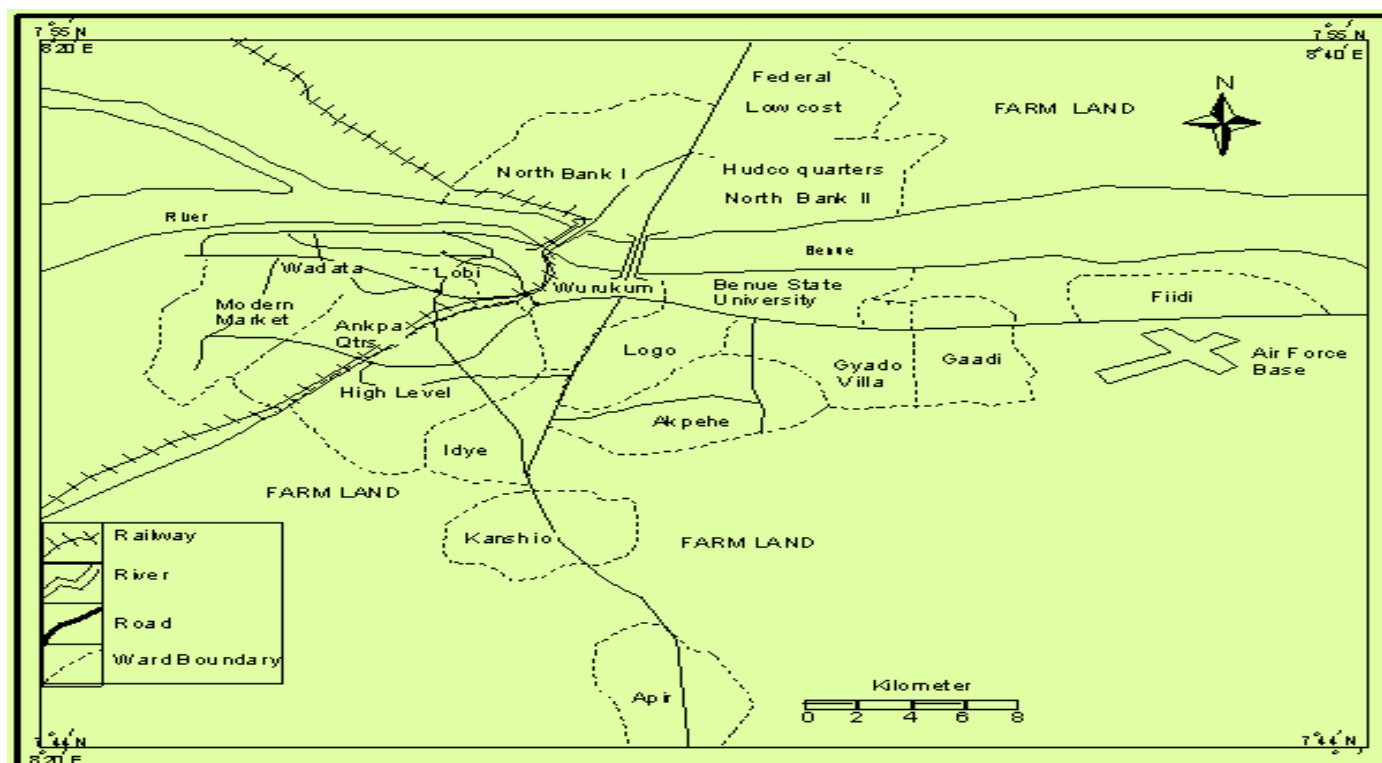 7°55'N
8°20'E
7°55'N
8°40'E
N
Federal
Low cost
FARM LAND
North Bank I
Hudco quarters
North Bank II
River
Benue
Wadata
Lobi
Wurukum
Benue State
University
Fiidi
Modern
Market
Ankpa
Qtrs
Logo
Gyado
Villa
Gaadi
Air Force
Base
High Level
Akpehe
Idye
FARM LAND
Kanshio
FARM LAND
Railway
River
Road
Ward Boundary
Apir
Kilometer
0 2 4 6 8
7°44'N
8°20'E
7°44'N